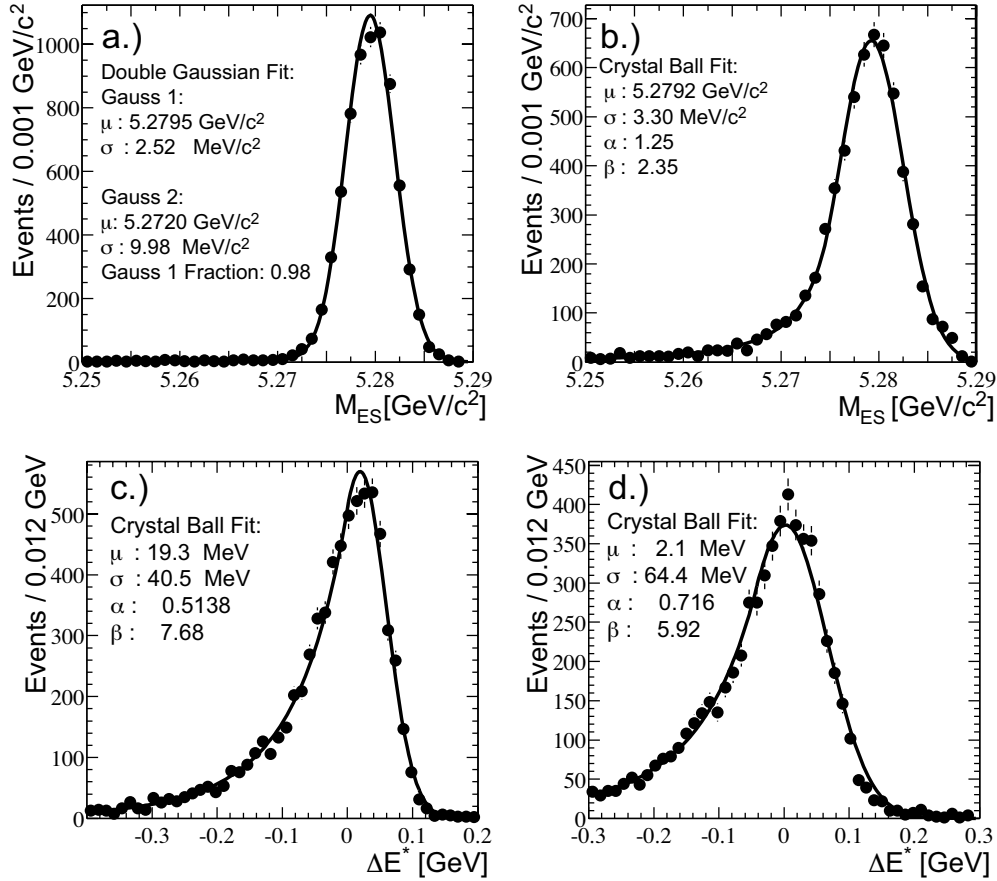 a.)
Double Gaussian Fit:
Gauss 1:
μ : 5.2795 GeV/c2
σ : 2.52 MeV/c2
Gauss 2:
μ: 5.2720 GeV/c2
σ : 9.98 MeV/c2
Gauss 1 Fraction: 0.98
Events / 0.001 GeV/c²
1000
800
600
400
200
0
5.25 5.26 5.27 5.28 5.29
M_ES[GeV/c²]
b.)
Crystal Ball Fit:
μ : 5.2792 GeV/c2
σ : 3.30 MeV/c2
α : 1.25
β : 2.35
Events / 0.001 GeV/c²
700
600
500
400
300
200
100
0
5.25 5.26 5.27 5.28 5.29
M_ES [GeV/c²]
c.)
Crystal Ball Fit:
μ : 19.3 MeV
σ : 40.5 MeV
α : 0.5138
β : 7.68
Events / 0.012 GeV
500
400
300
200
100
0
-0.3 -0.2 -0.1 0 0.1 0.2
ΔE* [GeV]
d.)
Crystal Ball Fit:
μ : 2.1 MeV
σ : 64.4 MeV
α : 0.716
β : 5.92
Events / 0.012 GeV
450
400
350
300
250
200
150
100
50
0
-0.3 -0.2 -0.1 0 0.1 0.2 0.3
ΔE* [GeV]